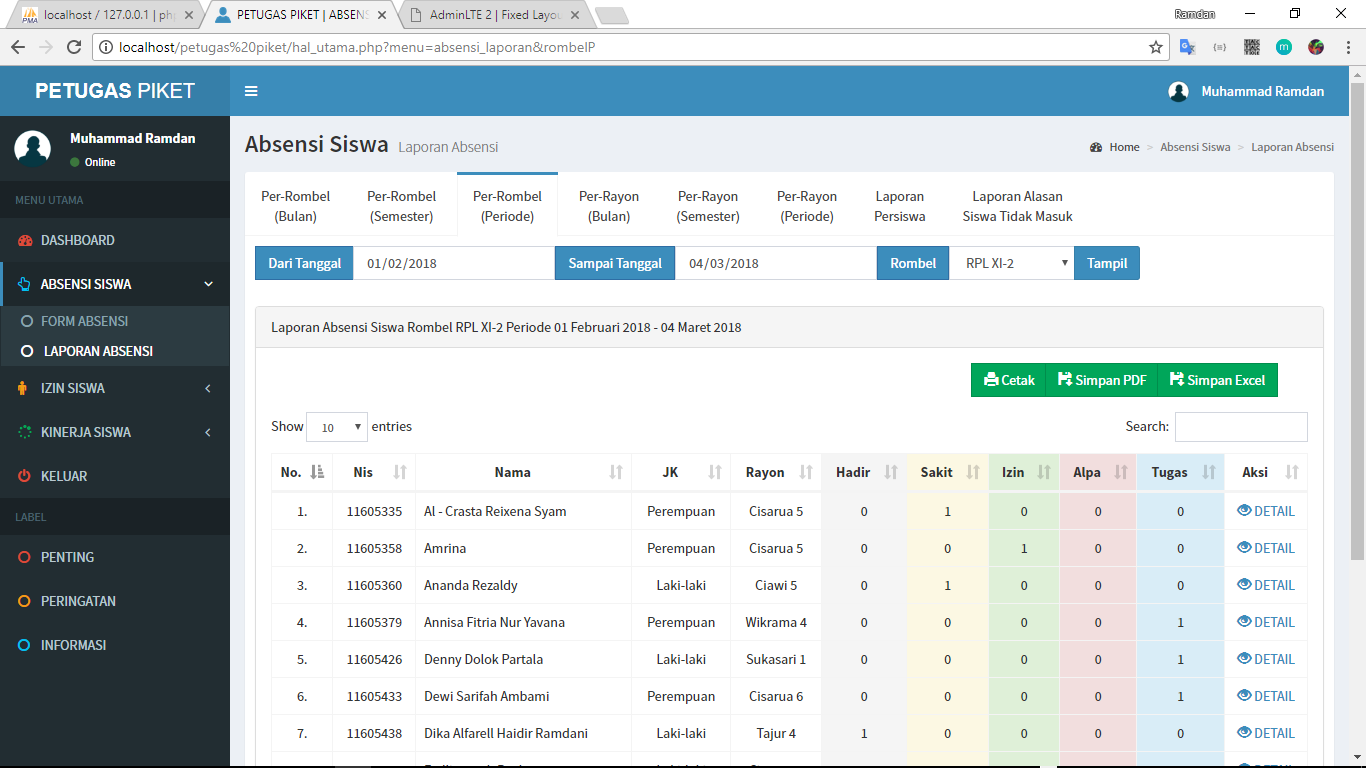 localhost / 127.0.0.1 | php
PETUGAS PIKET | ABSENS
AdminLTE 2 | Fixed Layou
Ramdan
localhost/petugas%20piket/hal_utama.php?menu=absensi_laporan&rombelP
PETUGAS PIKET
Muhammad Ramdan
Muhammad Ramdan
Online
MENU UTAMA
DASHBOARD
ABSENSI SISWA
FORM ABSENSI
LAPORAN ABSENSI
IZIN SISWA
KINERJA SISWA
KELUAR
LABEL
PENTING
PERINGATAN
INFORMASI
Absensi Siswa Laporan Absensi
Home > Absensi Siswa > Laporan Absensi
Per-Rombel (Bulan)
Per-Rombel (Semester)
Per-Rombel (Periode)
Per-Rayon (Bulan)
Per-Rayon (Semester)
Per-Rayon (Periode)
Laporan Persiswa
Laporan Alasan Siswa Tidak Masuk
Dari Tanggal 01/02/2018 Sampai Tanggal 04/03/2018 Rombel RPL XI-2 Tampil
Laporan Absensi Siswa Rombel RPL XI-2 Periode 01 Februari 2018 - 04 Maret 2018
Cetak Simpan PDF Simpan Excel
Show 10 entries Search:
No. Nis Nama JK Rayon Hadir Sakit Izin Alpa Tugas Aksi
1. 11605335 Al - Crasta Reixena Syam Perempuan Cisarua 5 0 1 0 0 0 DETAIL
2. 11605358 Amrina Perempuan Cisarua 5 0 0 1 0 0 DETAIL
3. 11605360 Ananda Rezaldy Laki-laki Ciawi 5 0 1 0 0 0 DETAIL
4. 11605379 Annisa Fitria Nur Yavana Perempuan Wikrama 4 0 0 0 0 1 DETAIL
5. 11605426 Denny Dolok Partala Laki-laki Sukasari 1 0 0 0 0 1 DETAIL
6. 11605433 Dewi Sarifah Ambami Perempuan Cisarua 6 0 0 0 0 1 DETAIL
7. 11605438 Dika Alfarell Haidir Ramdani Laki-laki Tajur 4 1 0 0 0 0 DETAIL